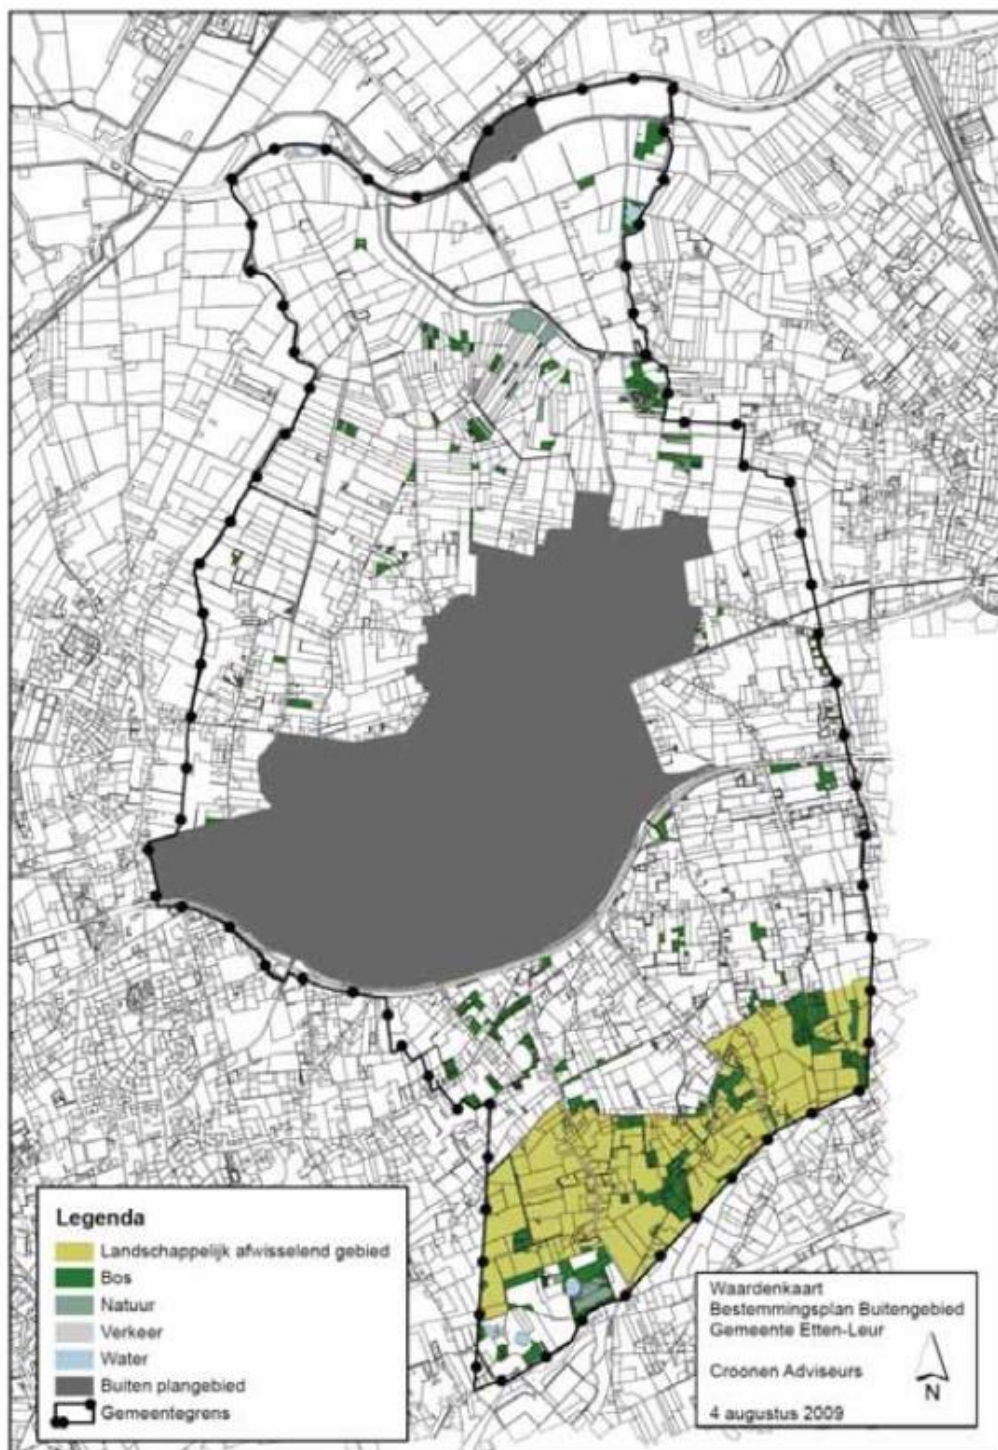 Legenda
Landschappelijk afwisselend gebied
Bos
Natuur
Verkeer
Water
Buiten plangebied
Gemeentegrens
Waardenkaart
Bestemmingsplan Buitengebied
Gemeente Etten-Leur
Croonen Adviseurs
N
4 augustus 2009